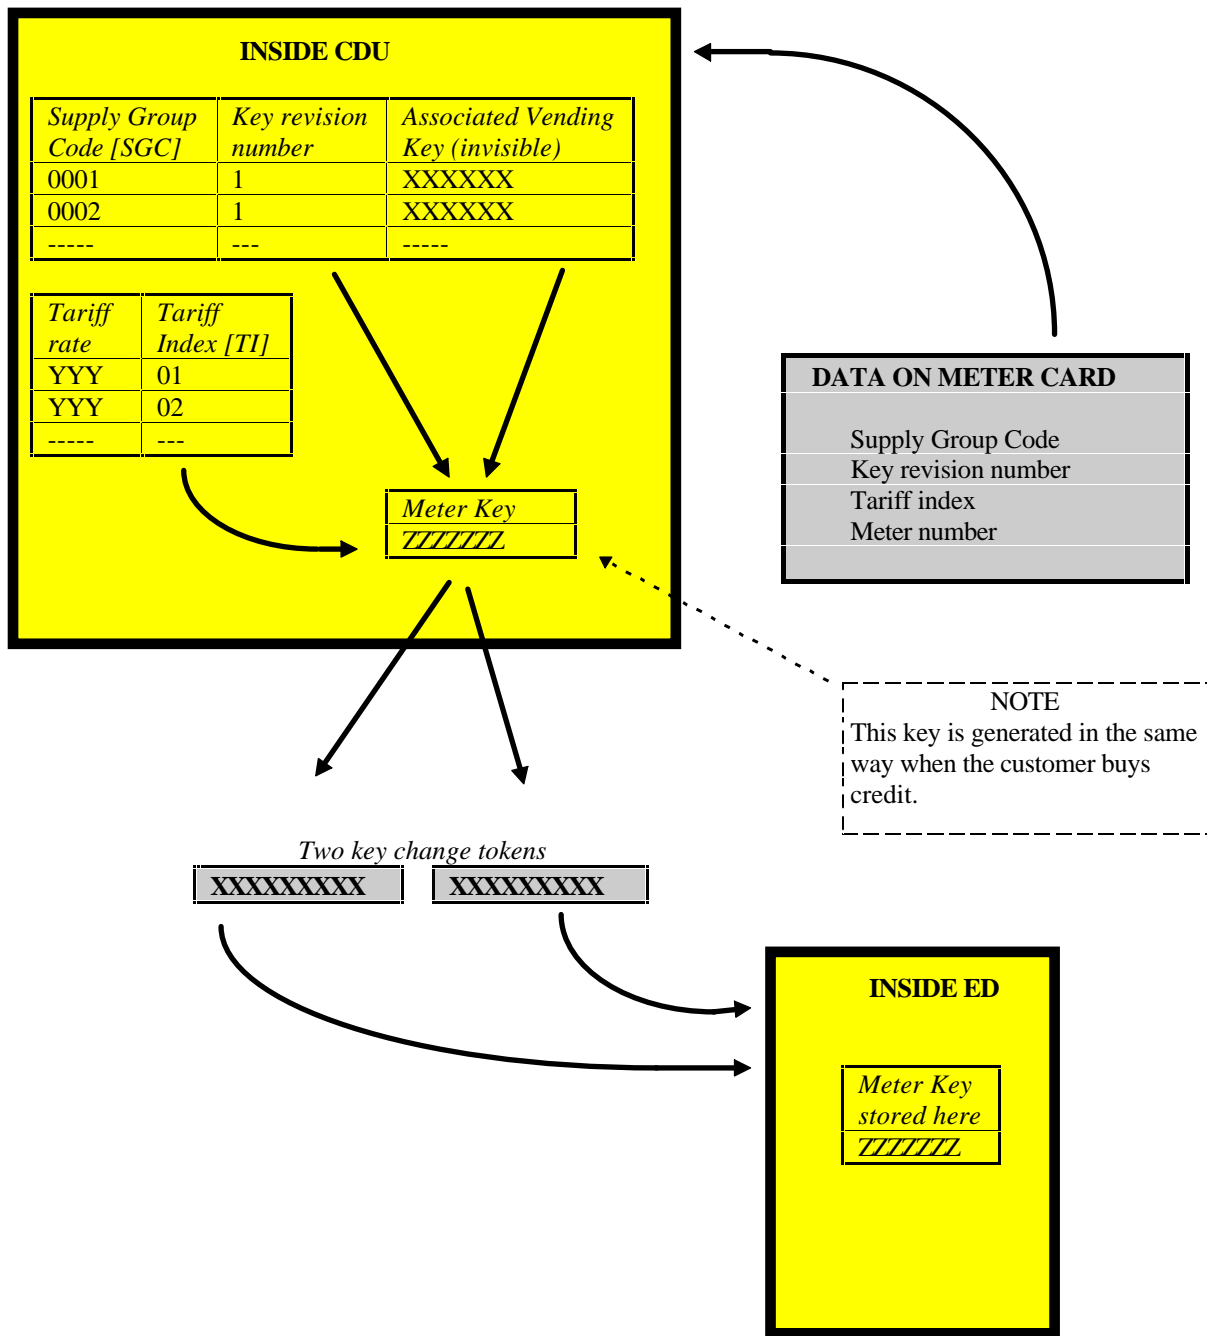 INSIDE CDU
Supply Group Key revision Associated Vending
Code [SGC] number Key (invisible)
0001 1 XXXXXX
0002 1 XXXXXX
----- --- -----
Tariff Tariff
rate Index [TI]
YYY 01
YYY 02
----- ---
Meter Key
ZZZZZZZ
DATA ON METER CARD
Supply Group Code
Key revision number
Tariff index
Meter number
NOTE
This key is generated in the same
way when the customer buys
credit.
Two key change tokens
XXXXXXXXX XXXXXXXXX
INSIDE ED
Meter Key
stored here
ZZZZZZZ